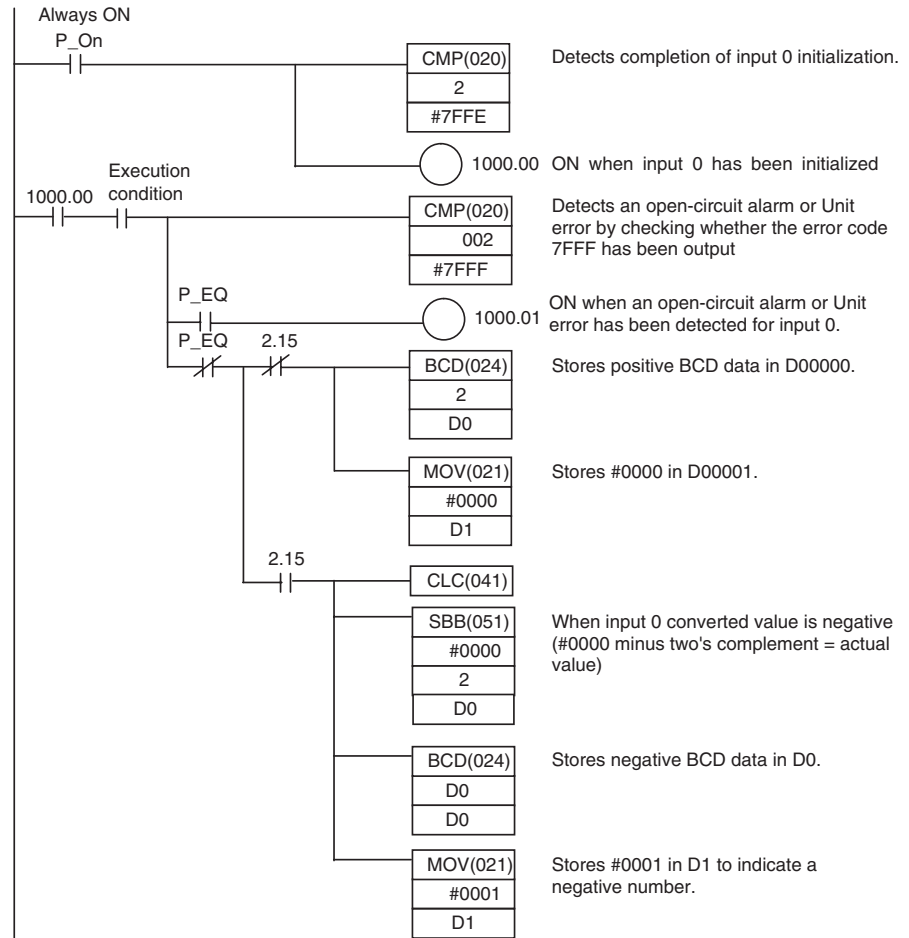 Always ON
P_On
CMP(020)
2
#7FFE
Detects completion of input 0 initialization.
1000.00 ON when input 0 has been initialized
Execution
condition
1000.00
CMP(020)
002
#7FFF
Detects an open-circuit alarm or Unit
error by checking whether the error code
7FFF has been output
P_EQ
1000.01
ON when an open-circuit alarm or Unit
error has been detected for input 0.
P_EQ
2.15
BCD(024)
2
D0
Stores positive BCD data in D00000.
MOV(021)
#0000
D1
Stores #0000 in D00001.
2.15
CLC(041)
SBB(051)
#0000
2
D0
When input 0 converted value is negative
(#0000 minus two's complement = actual
value)
BCD(024)
D0
D0
Stores negative BCD data in D0.
MOV(021)
#0001
D1
Stores #0001 in D1 to indicate a
negative number.